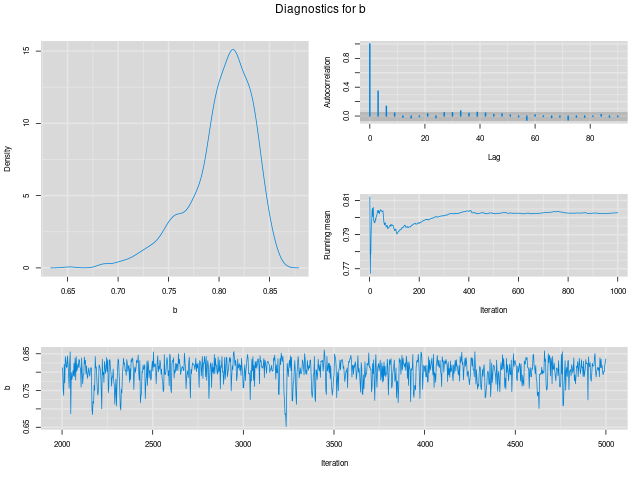 Diagnostics for b
Density
15
10
5
0
0.65 0.70 0.75 0.80 0.85
b
Autocorrelation
0.8
0.4
0.0
0 20 40 60 80
Lag
Running mean
0.81
0.79
0.77
0 200 400 600 800 1000
Iteration
b
0.85
0.75
0.65
2000 2500 3000 3500 4000 4500 5000
Iteration